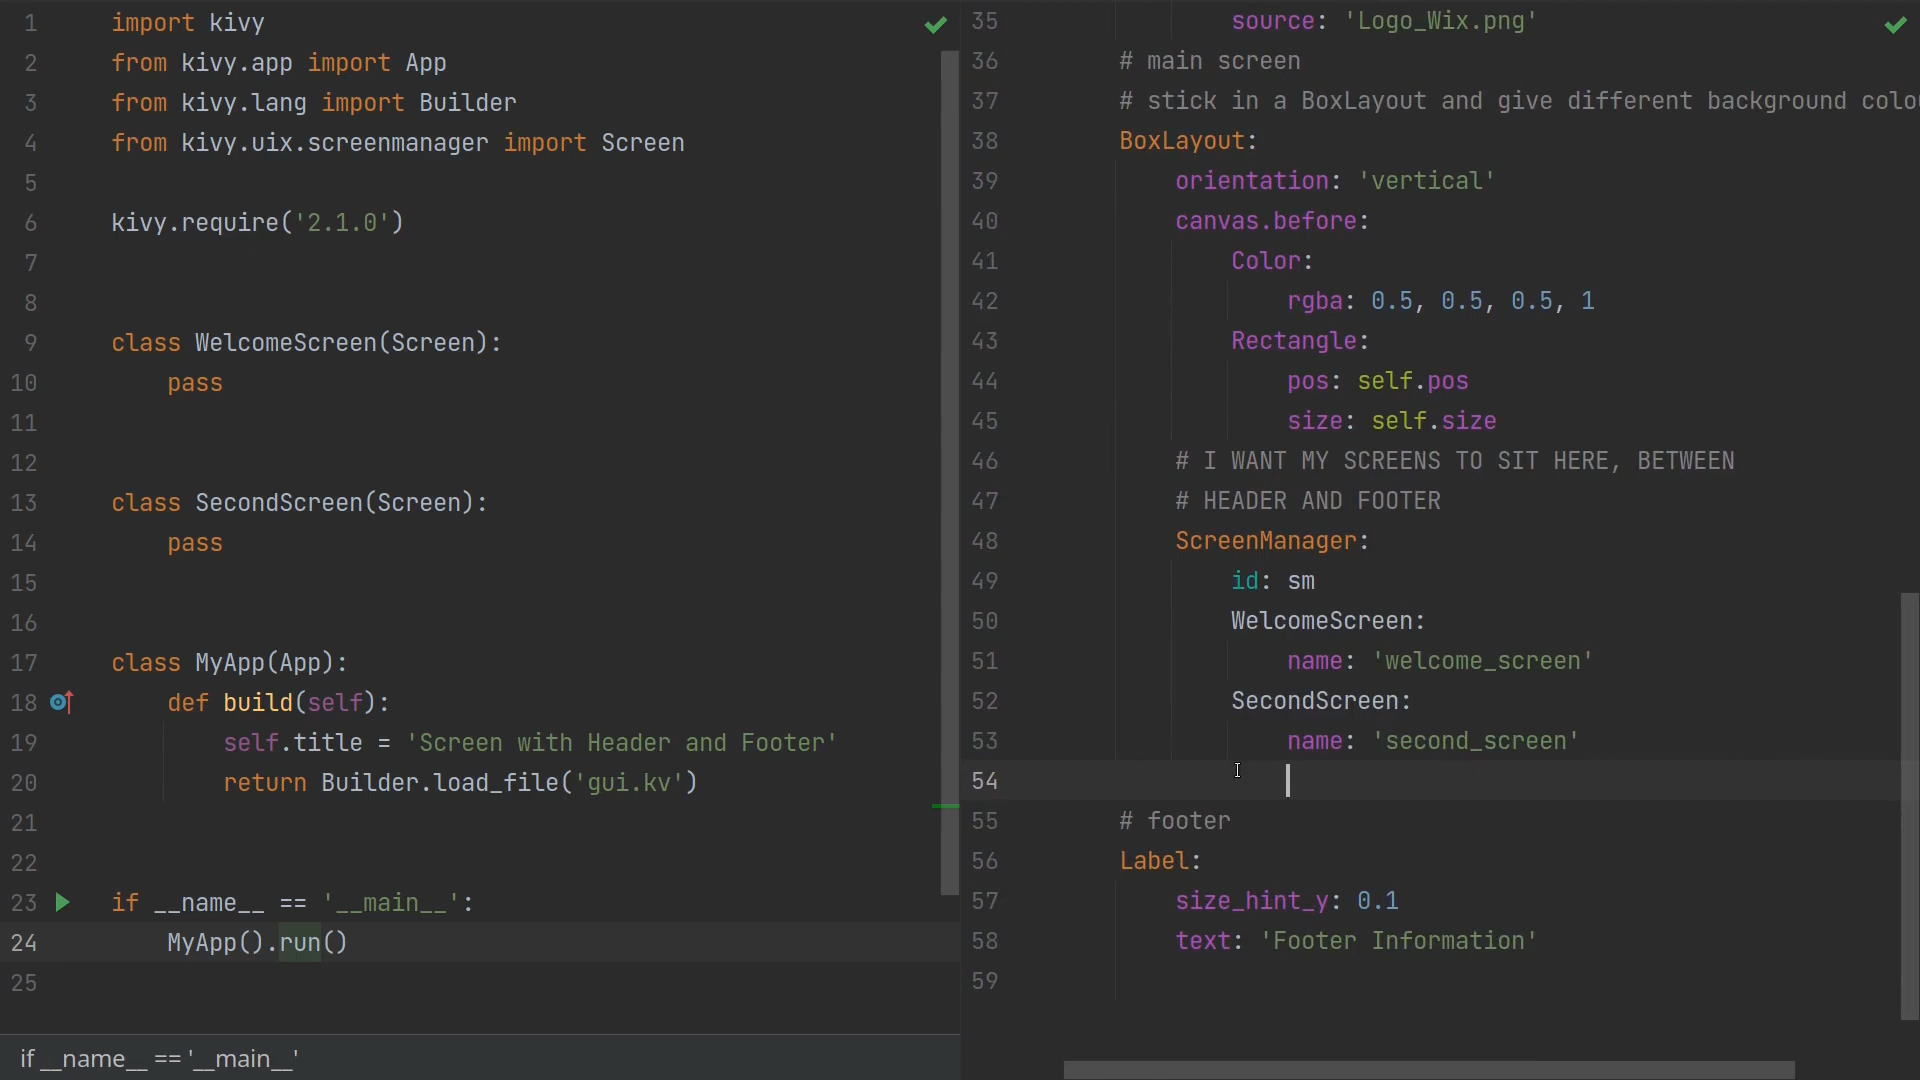 1 import kivy
2 from kivy.app import App
3 from kivy.lang import Builder
4 from kivy.uix.screenmanager import Screen
5
6 kivy.require('2.1.0')
7
8
9 class WelcomeScreen(Screen):
10 pass
11
12
13 class SecondScreen(Screen):
14 pass
15
16
17 class MyApp(App):
18 def build(self):
19 self.title = 'Screen with Header and Footer'
20 return Builder.load_file('gui.kv')
21
22
23 if __name__ == '__main__':
24 MyApp().run()
25
if __name__ == '__main__'
35 source: 'Logo_Wix.png'
36 # main screen
37 # stick in a BoxLayout and give different background colo
38 BoxLayout:
39 orientation: 'vertical'
40 canvas.before:
41 Color:
42 rgba: 0.5, 0.5, 0.5, 1
43 Rectangle:
44 pos: self.pos
45 size: self.size
46 # I WANT MY SCREENS TO SIT HERE, BETWEEN
47 # HEADER AND FOOTER
48 ScreenManager:
49 id: sm
50 WelcomeScreen:
51 name: 'welcome_screen'
52 SecondScreen:
53 name: 'second_screen'
54
55 # footer
56 Label:
57 size_hint_y: 0.1
58 text: 'Footer Information'
59